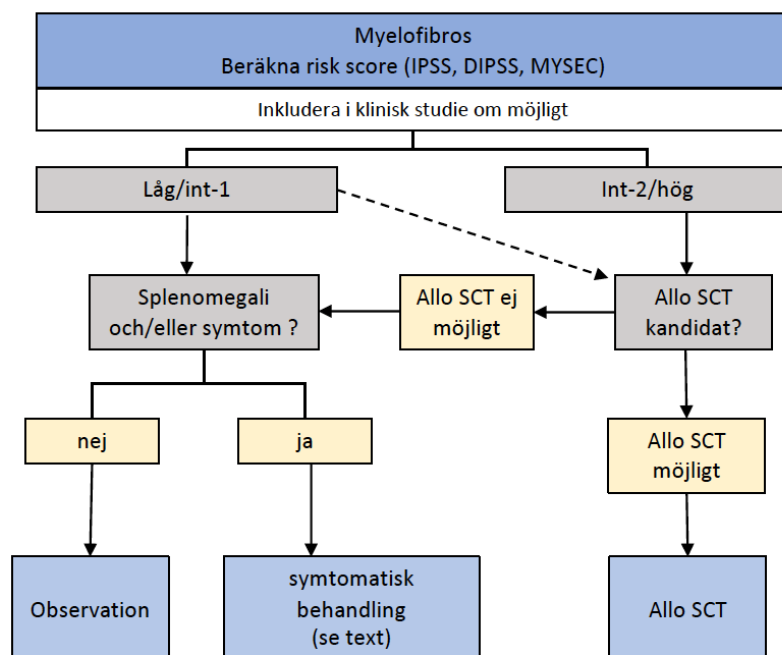 Myelofibros
Beräkna risk score (IPSS, DIPSS, MYSEC)
Inkludera i klinisk studie om möjligt
Låg/int-1
Int-2/hög
Splenomegali
och/eller symtom ?
Allo SCT ej
möjligt
Allo SCT
kandidat?
nej
ja
Allo SCT
möjligt
Observation
symtomatisk
behandling
(se text)
Allo SCT